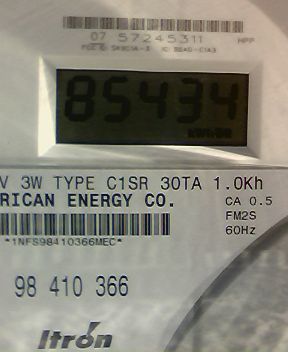 07 57245311 HPP
85434
V 3W TYPE C1SR 30TA 1.0Kh
RICAN ENERGY CO. CA 0.5
FM2S
60Hz
*1NFS98410366MEC*
98 410 366
Itron